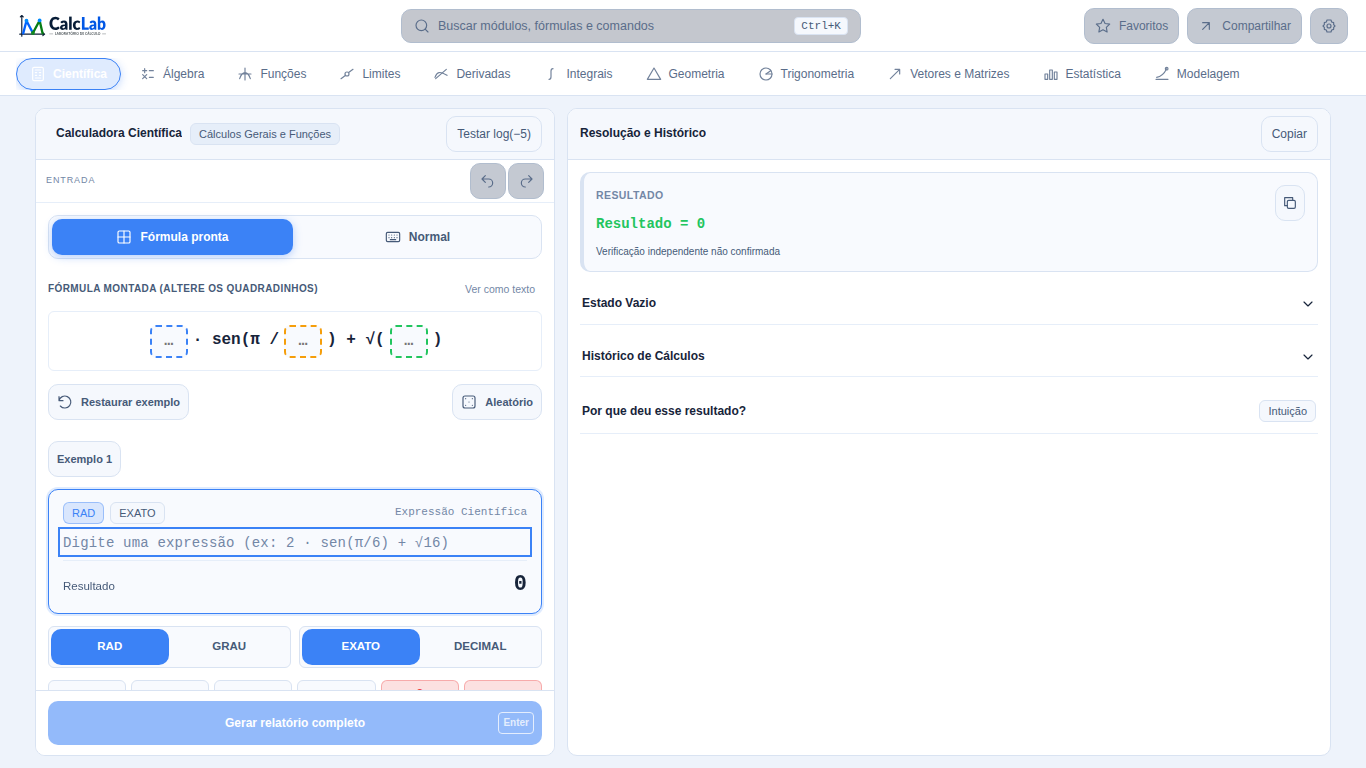 CalcLab
LABORATÓRIO DE CÁLCULO
Buscar módulos, fórmulas e comandos
Ctrl+K
Favoritos
Compartilhar
Científica
Álgebra
Funções
Limites
Derivadas
Integrais
Geometria
Trigonometria
Vetores e Matrizes
Estatística
Modelagem
Calculadora Científica
Cálculos Gerais e Funções
Testar log(−5)
ENTRADA
Fórmula pronta
Normal
FÓRMULA MONTADA (ALTERE OS QUADRADINHOS)
Ver como texto
… · sen(π / … ) + √( … )
Restaurar exemplo
Aleatório
Exemplo 1
RAD
EXATO
Expressão Científica
Digite uma expressão (ex: 2 · sen(π/6) + √16)
Resultado
0
RAD
GRAU
EXATO
DECIMAL
Gerar relatório completo
Enter
Resolução e Histórico
Copiar
RESULTADO
Resultado = 0
Verificação independente não confirmada
Estado Vazio
Histórico de Cálculos
Por que deu esse resultado?
Intuição